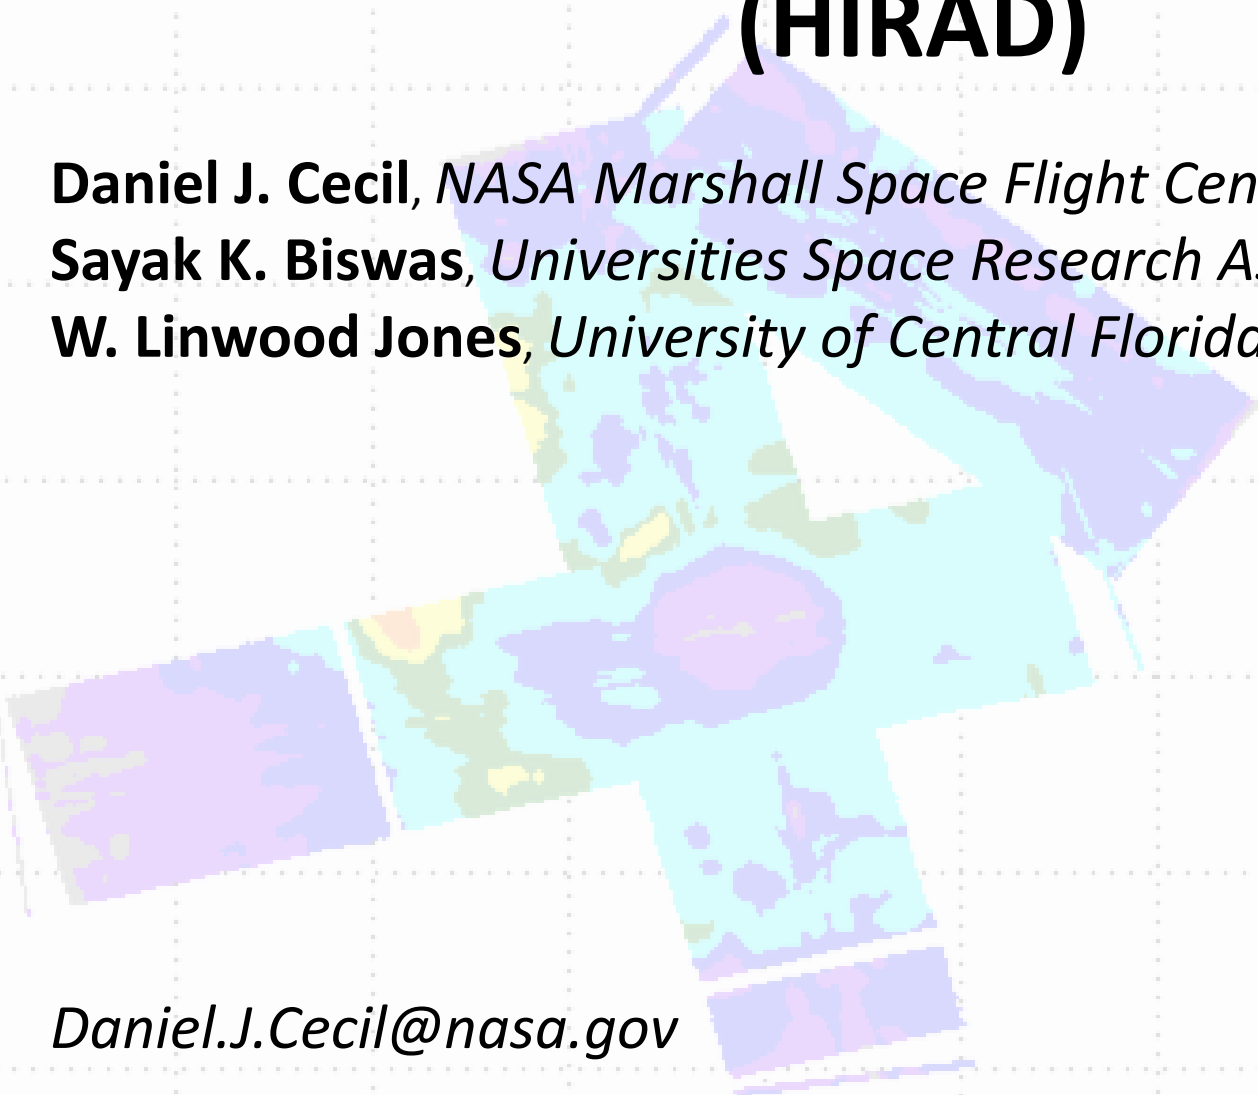 (HIRAD)
Daniel J. Cecil, NASA Marshall Space Flight Cen
Sayak K. Biswas, Universities Space Research A
W. Linwood Jones, University of Central Florida
Daniel.J.Cecil@nasa.gov